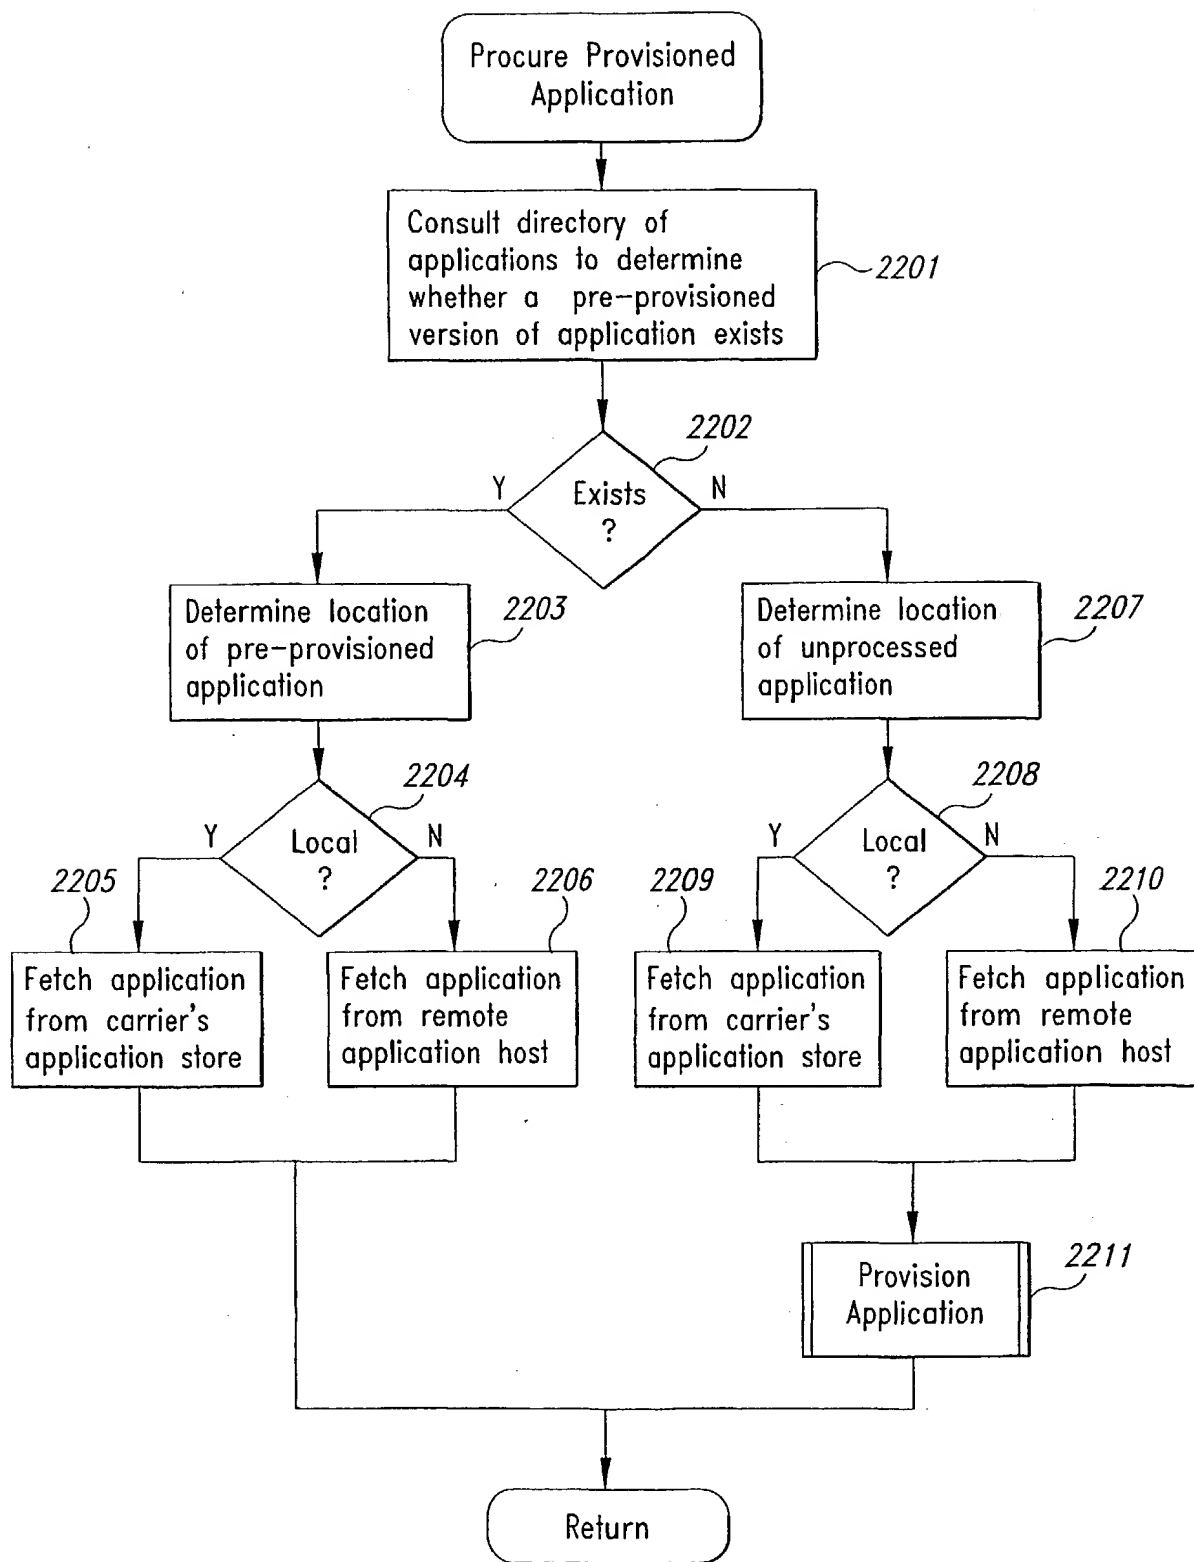 Procure Provisioned
Application
Consult directory of
applications to determine
whether a pre-provisioned
version of application exists
2201
2202
Y
N
Exists
?
Determine location
of pre-provisioned
application
2203
Determine location
of unprocessed
application
2207
2204
Y
N
Local
?
2208
Y
N
Local
?
2205
Fetch application
from carrier's
application store
2206
Fetch application
from remote
application host
2209
Fetch application
from carrier's
application store
2210
Fetch application
from remote
application host
Provision
Application
2211
Return